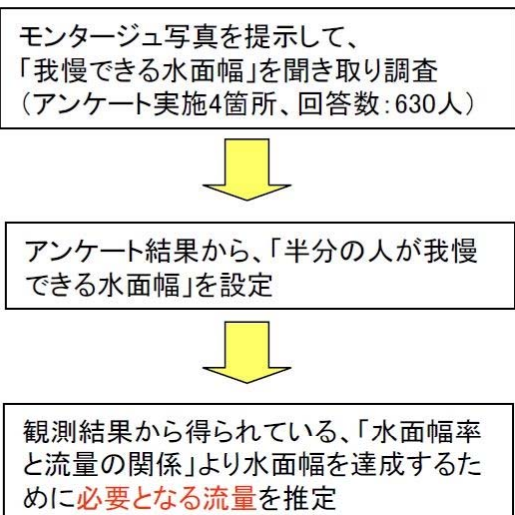 モンタージュ写真を提示して、
「我慢できる水面幅」を聞き取り調査
（アンケート実施4箇所、回答数：630人）
アンケート結果から、「半分の人が我慢
できる水面幅」を設定
観測結果から得られている、「水面幅率
と流量の関係」より水面幅を達成するた
めに必要となる流量を推定